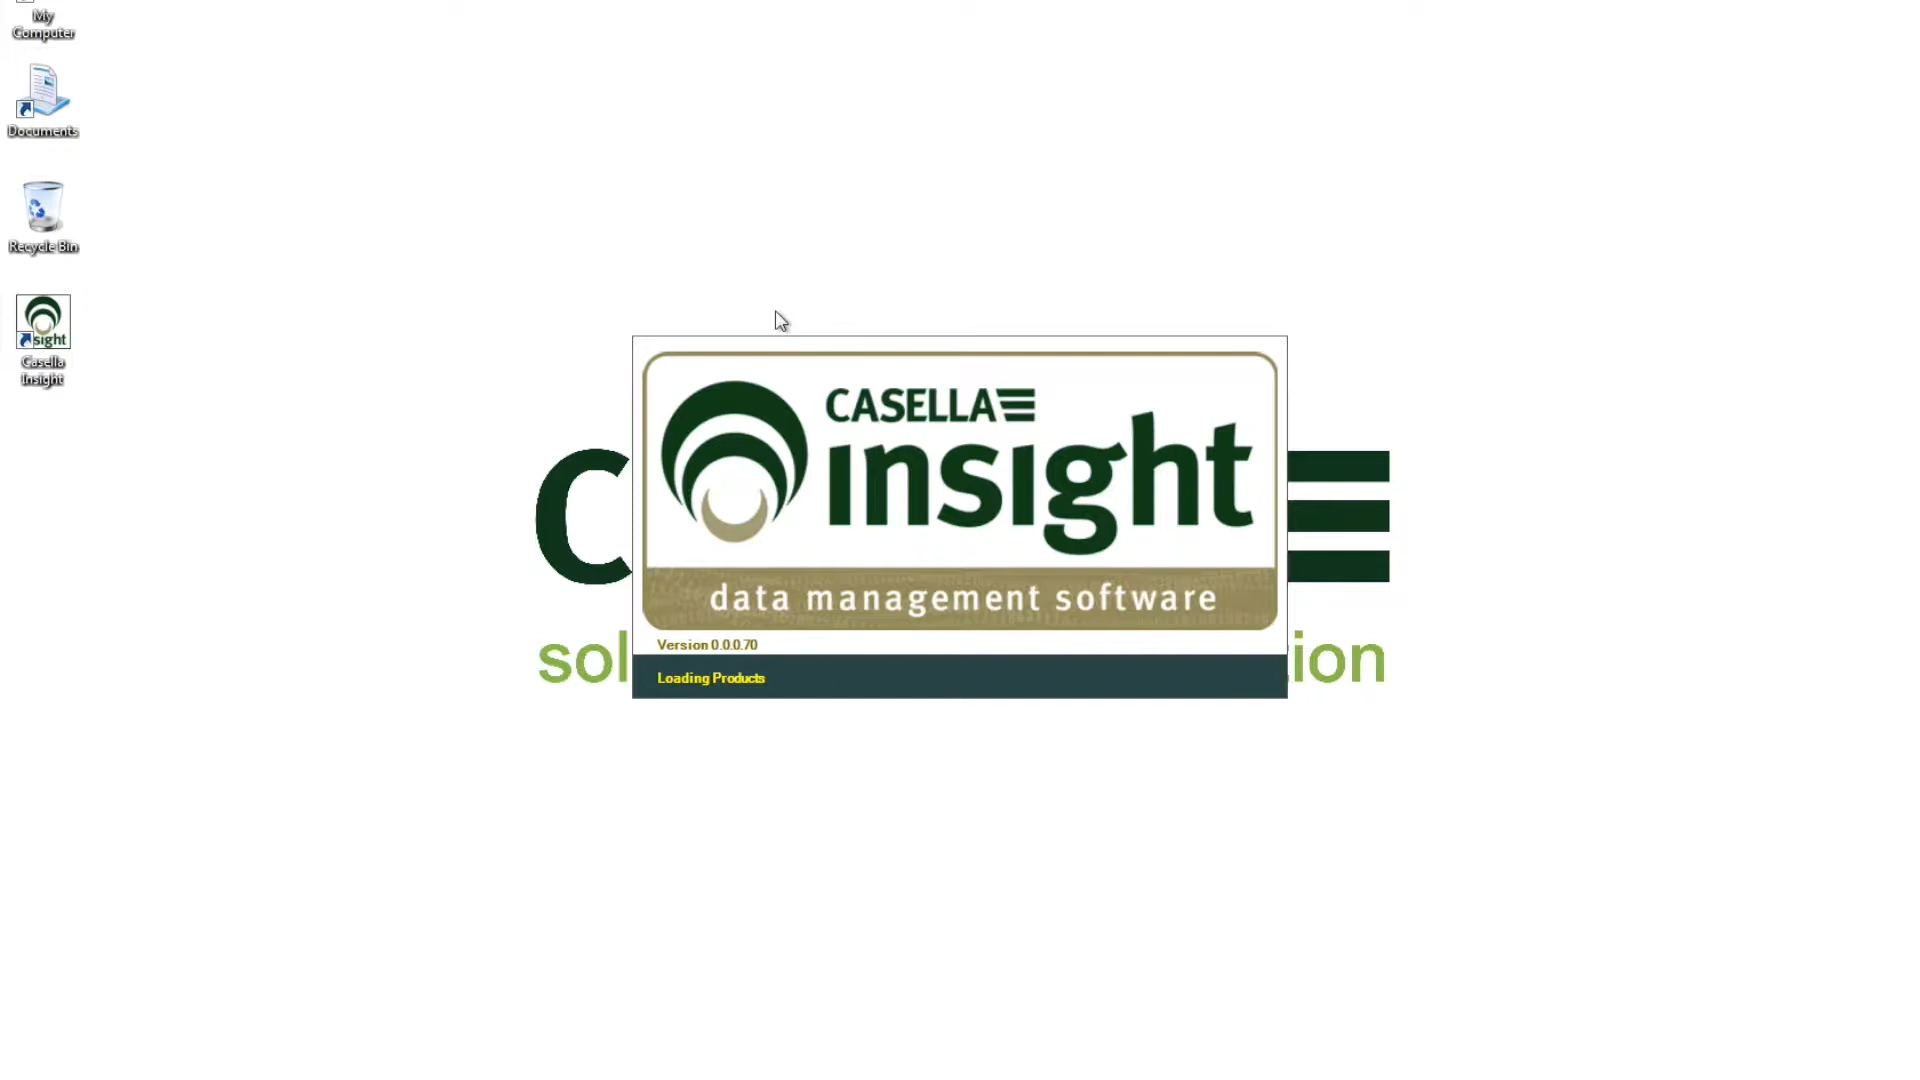 My
Computer
Documents
Recycle Bin
sight
Casella
Insight
CASELLA
insight
data management software
Version 0.0.0.70
Loading Products
C
sol
tion